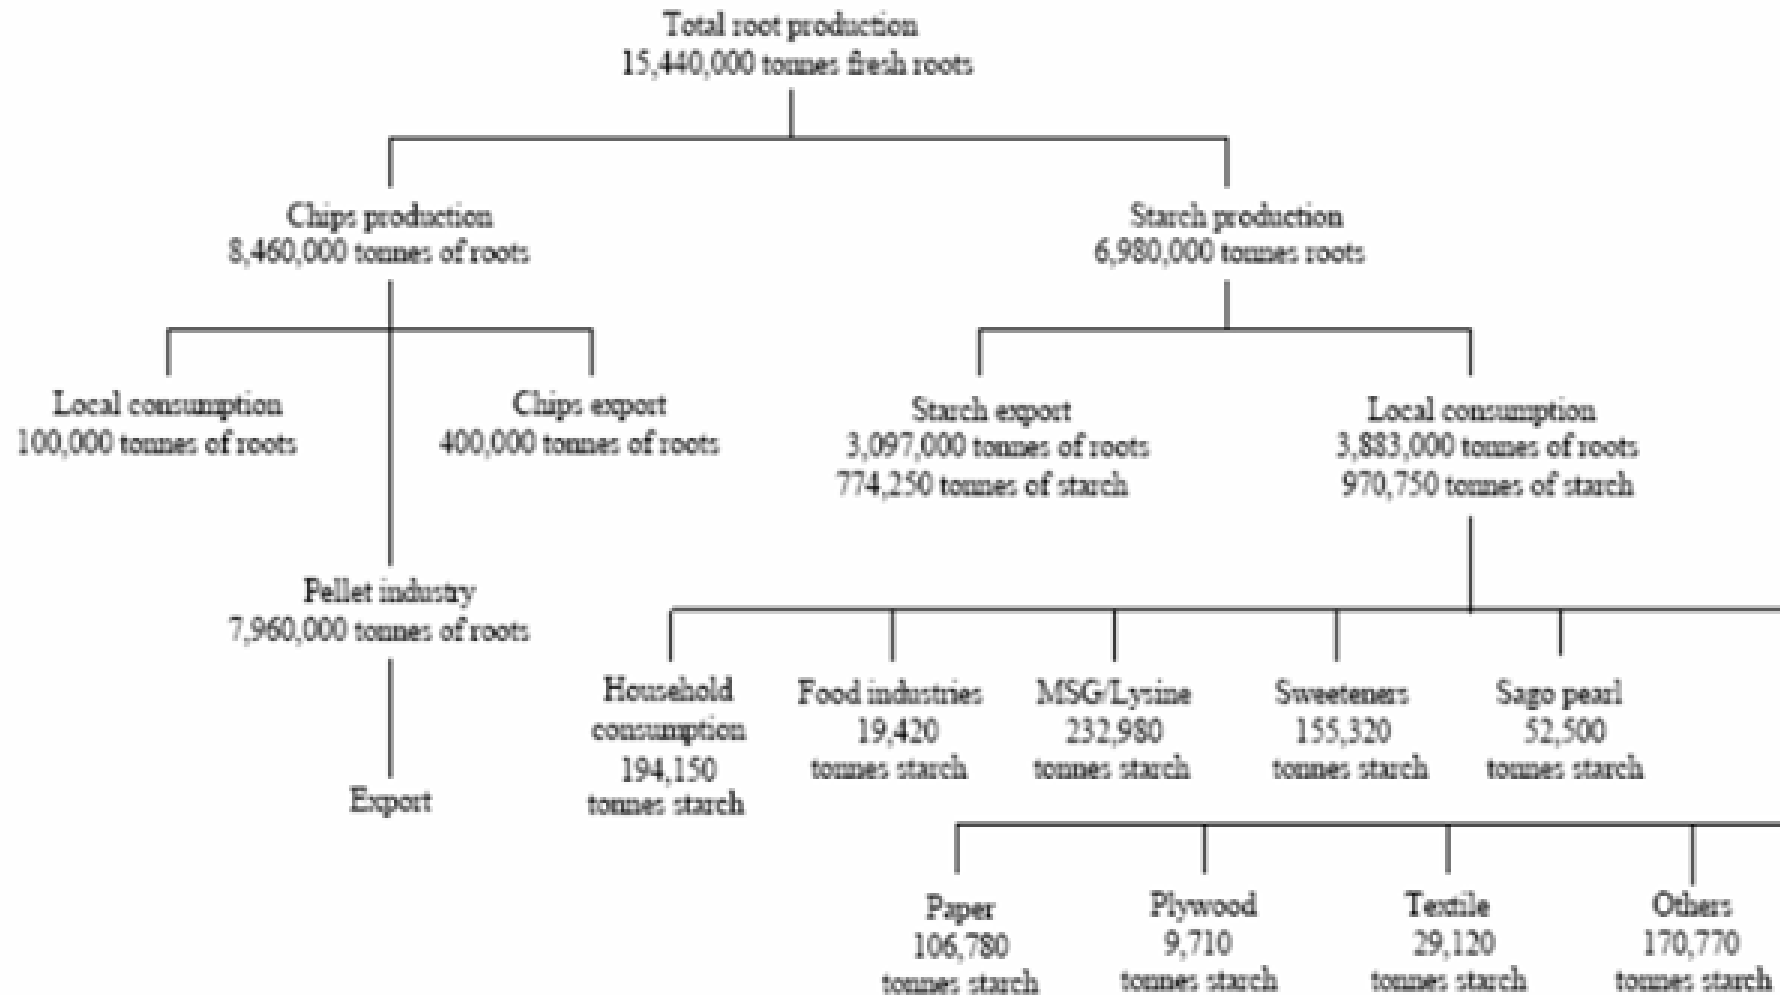 Total root production
15,440,000 tonnes fresh roots
Chips production
8,460,000 tonnes of roots
Starch production
6,980,000 tonnes roots
Local consumption
100,000 tonnes of roots
Chips export
400,000 tonnes of roots
Starch export
3,097,000 tonnes of roots
774,250 tonnes of starch
Local consumption
3,883,000 tonnes of roots
970,750 tonnes of starch
Pellet industry
7,960,000 tonnes of roots
Export
Household
consumption
194,150
tonnes starch
Food industries
19,420
tonnes starch
MSG/Lysine
232,980
tonnes starch
Sweeteners
155,320
tonnes starch
Sago pearl
52,500
tonnes starch
Paper
106,780
tonnes starch
Plywood
9,710
tonnes starch
Textile
29,120
tonnes starch
Others
170,770
tonnes starch